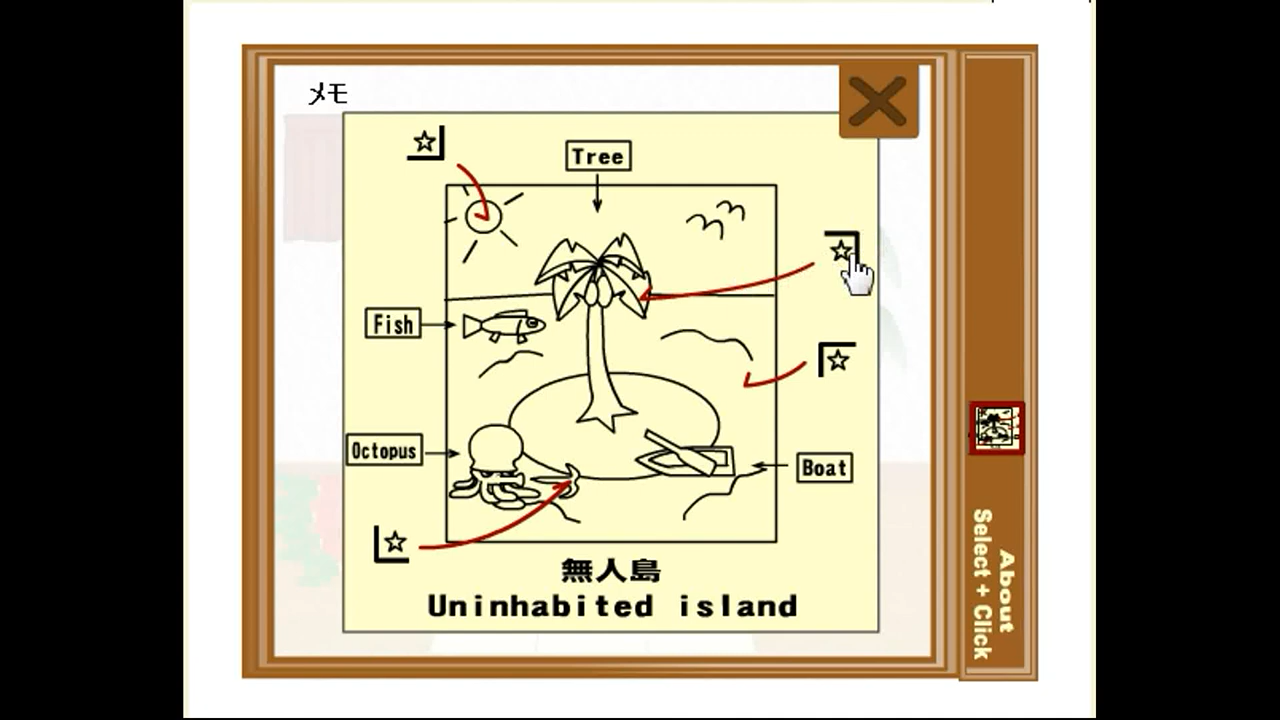 メモ
Tree
Fish
Octopus
Boat
無人島
Uninhabited island
About
Select + Click